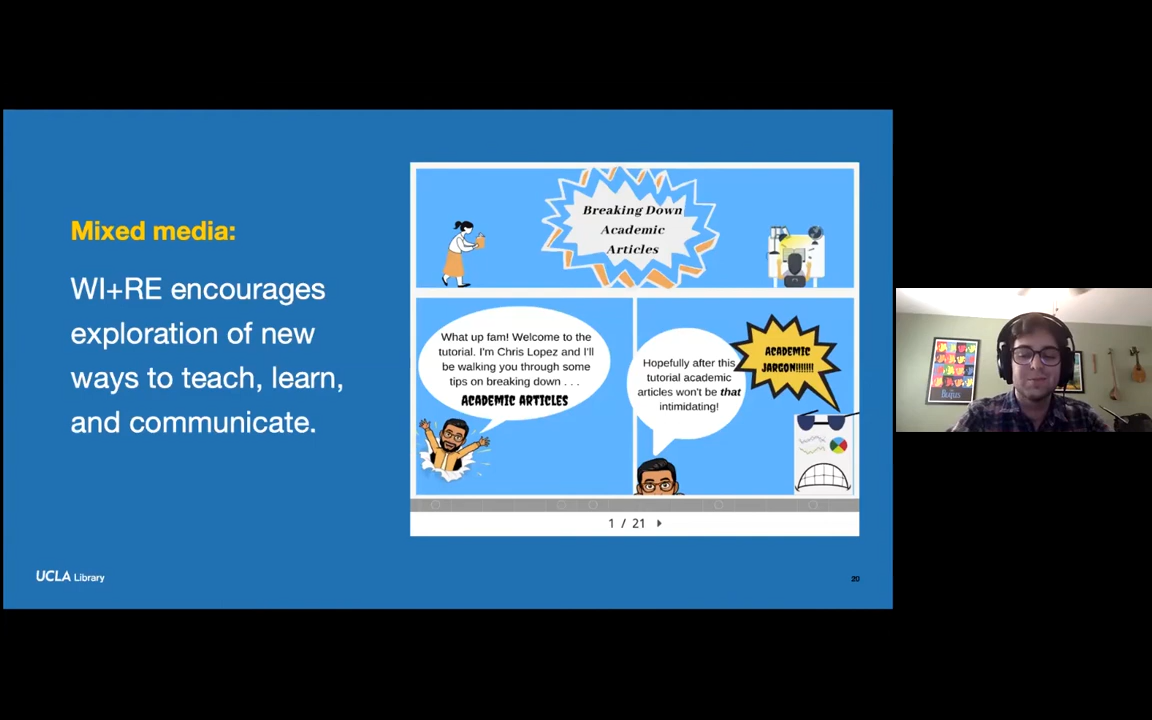 Mixed media:
WI+RE encourages
exploration of new
ways to teach, learn,
and communicate.
Breaking Down
Academic
Articles
What up fam! Welcome to the
tutorial. I'm Chris Lopez and I'll
be walking you through some
tips on breaking down . . .
ACADEMIC ARTICLES
Hopefully after this
tutorial academic
articles won't be that
intimidating!
ACADEMIC
JARGON!!!!!!!
1 / 21
UCLA Library
20
BEATLES